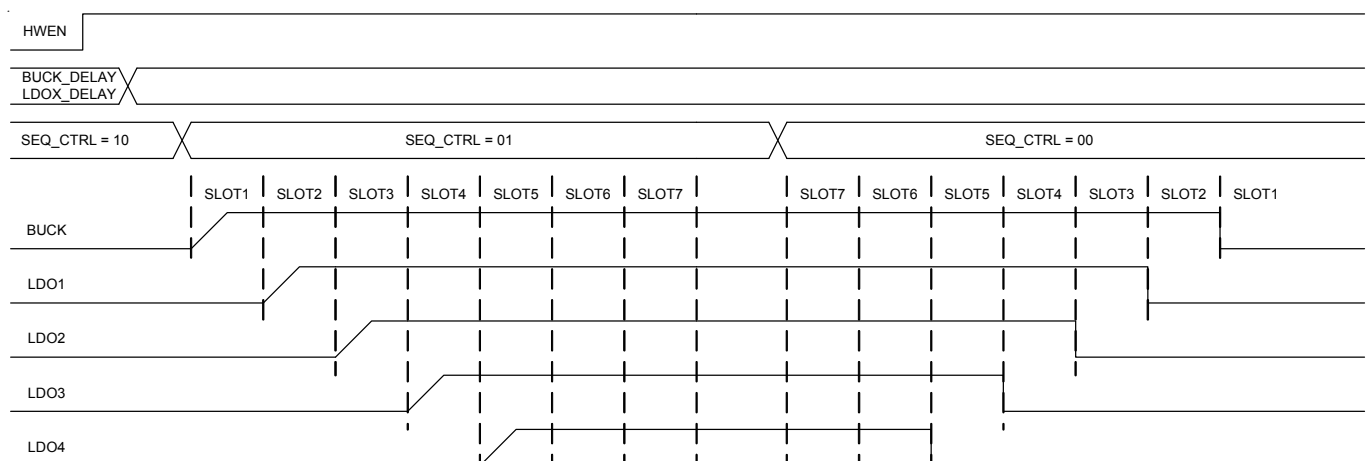 HWEN
BUCK_DELAY
LDOX_DELAY
SEQ_CTRL = 10 SEQ_CTRL = 01 SEQ_CTRL = 00
SLOT1 SLOT2 SLOT3 SLOT4 SLOT5 SLOT6 SLOT7 SLOT7 SLOT6 SLOT5 SLOT4 SLOT3 SLOT2 SLOT1
BUCK
LDO1
LDO2
LDO3
LDO4